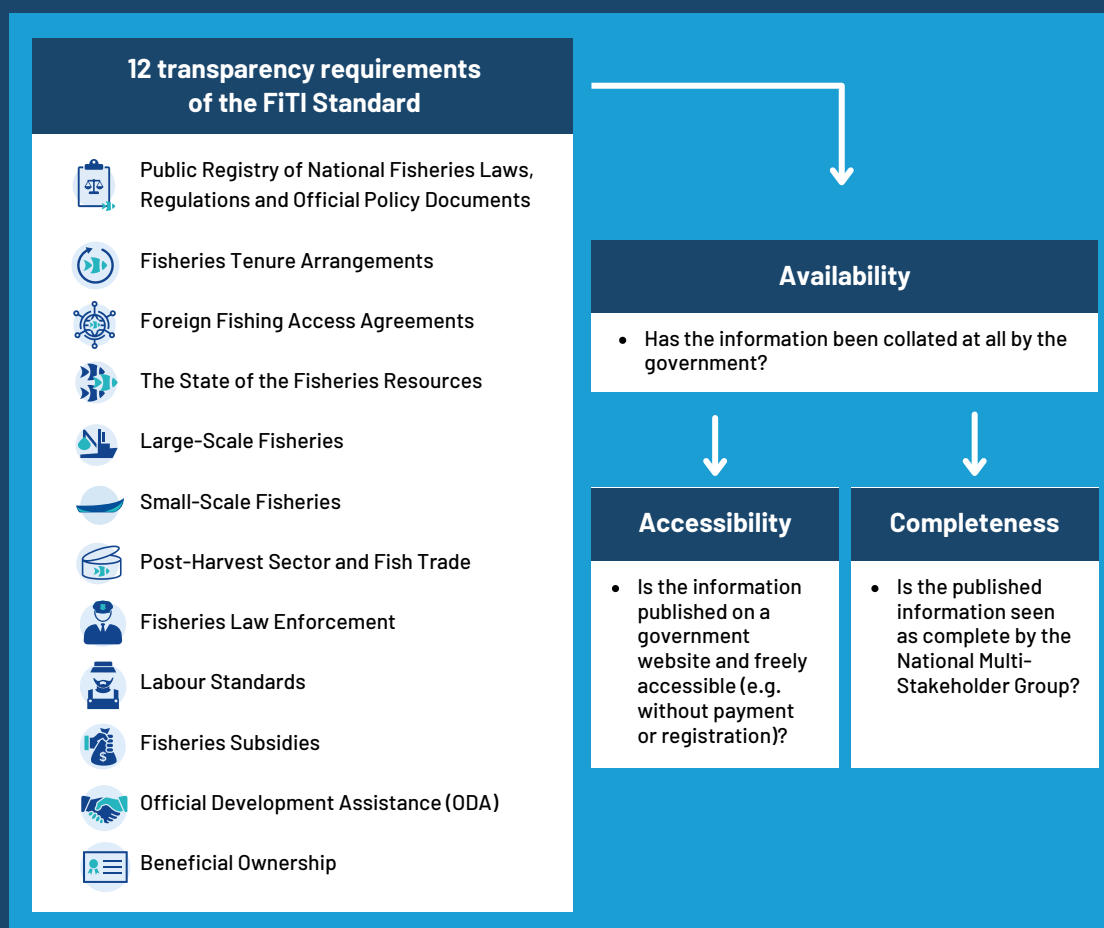 12 transparency requirements
of the FiTI Standard
Public Registry of National Fisheries Laws,
Regulations and Official Policy Documents
Fisheries Tenure Arrangements
Foreign Fishing Access Agreements
The State of the Fisheries Resources
Large-Scale Fisheries
Small-Scale Fisheries
Post-Harvest Sector and Fish Trade
Fisheries Law Enforcement
Labour Standards
Fisheries Subsidies
$
Official Development Assistance (ODA)
Beneficial Ownership
Availability
• Has the information been collated at all by the
government?
Accessibility
• Is the information
published on a
government
website and freely
accessible (e.g.
without payment
or registration)?
Completeness
• Is the published
information seen
as complete by the
National Multi-
Stakeholder Group?